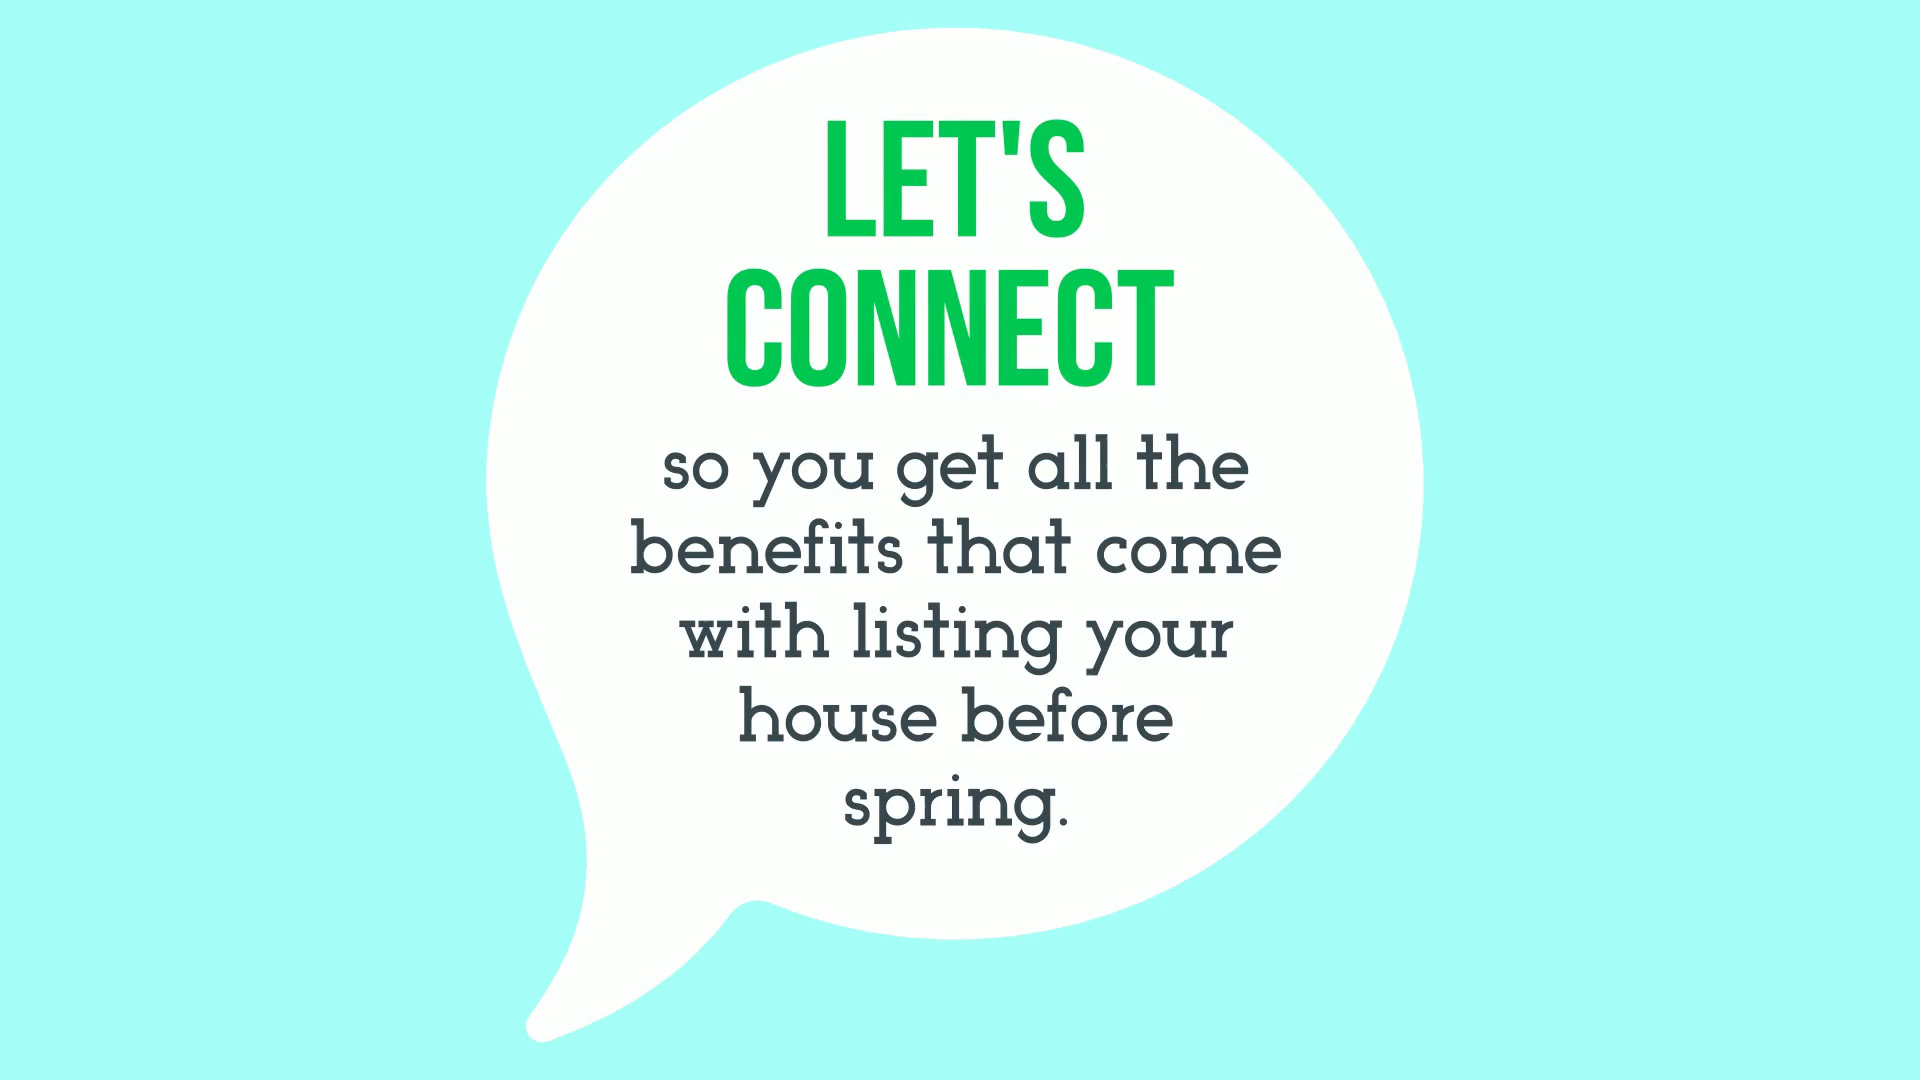 LET'S
CONNECT
so you get all the
benefits that come
with listing your
house before
spring.